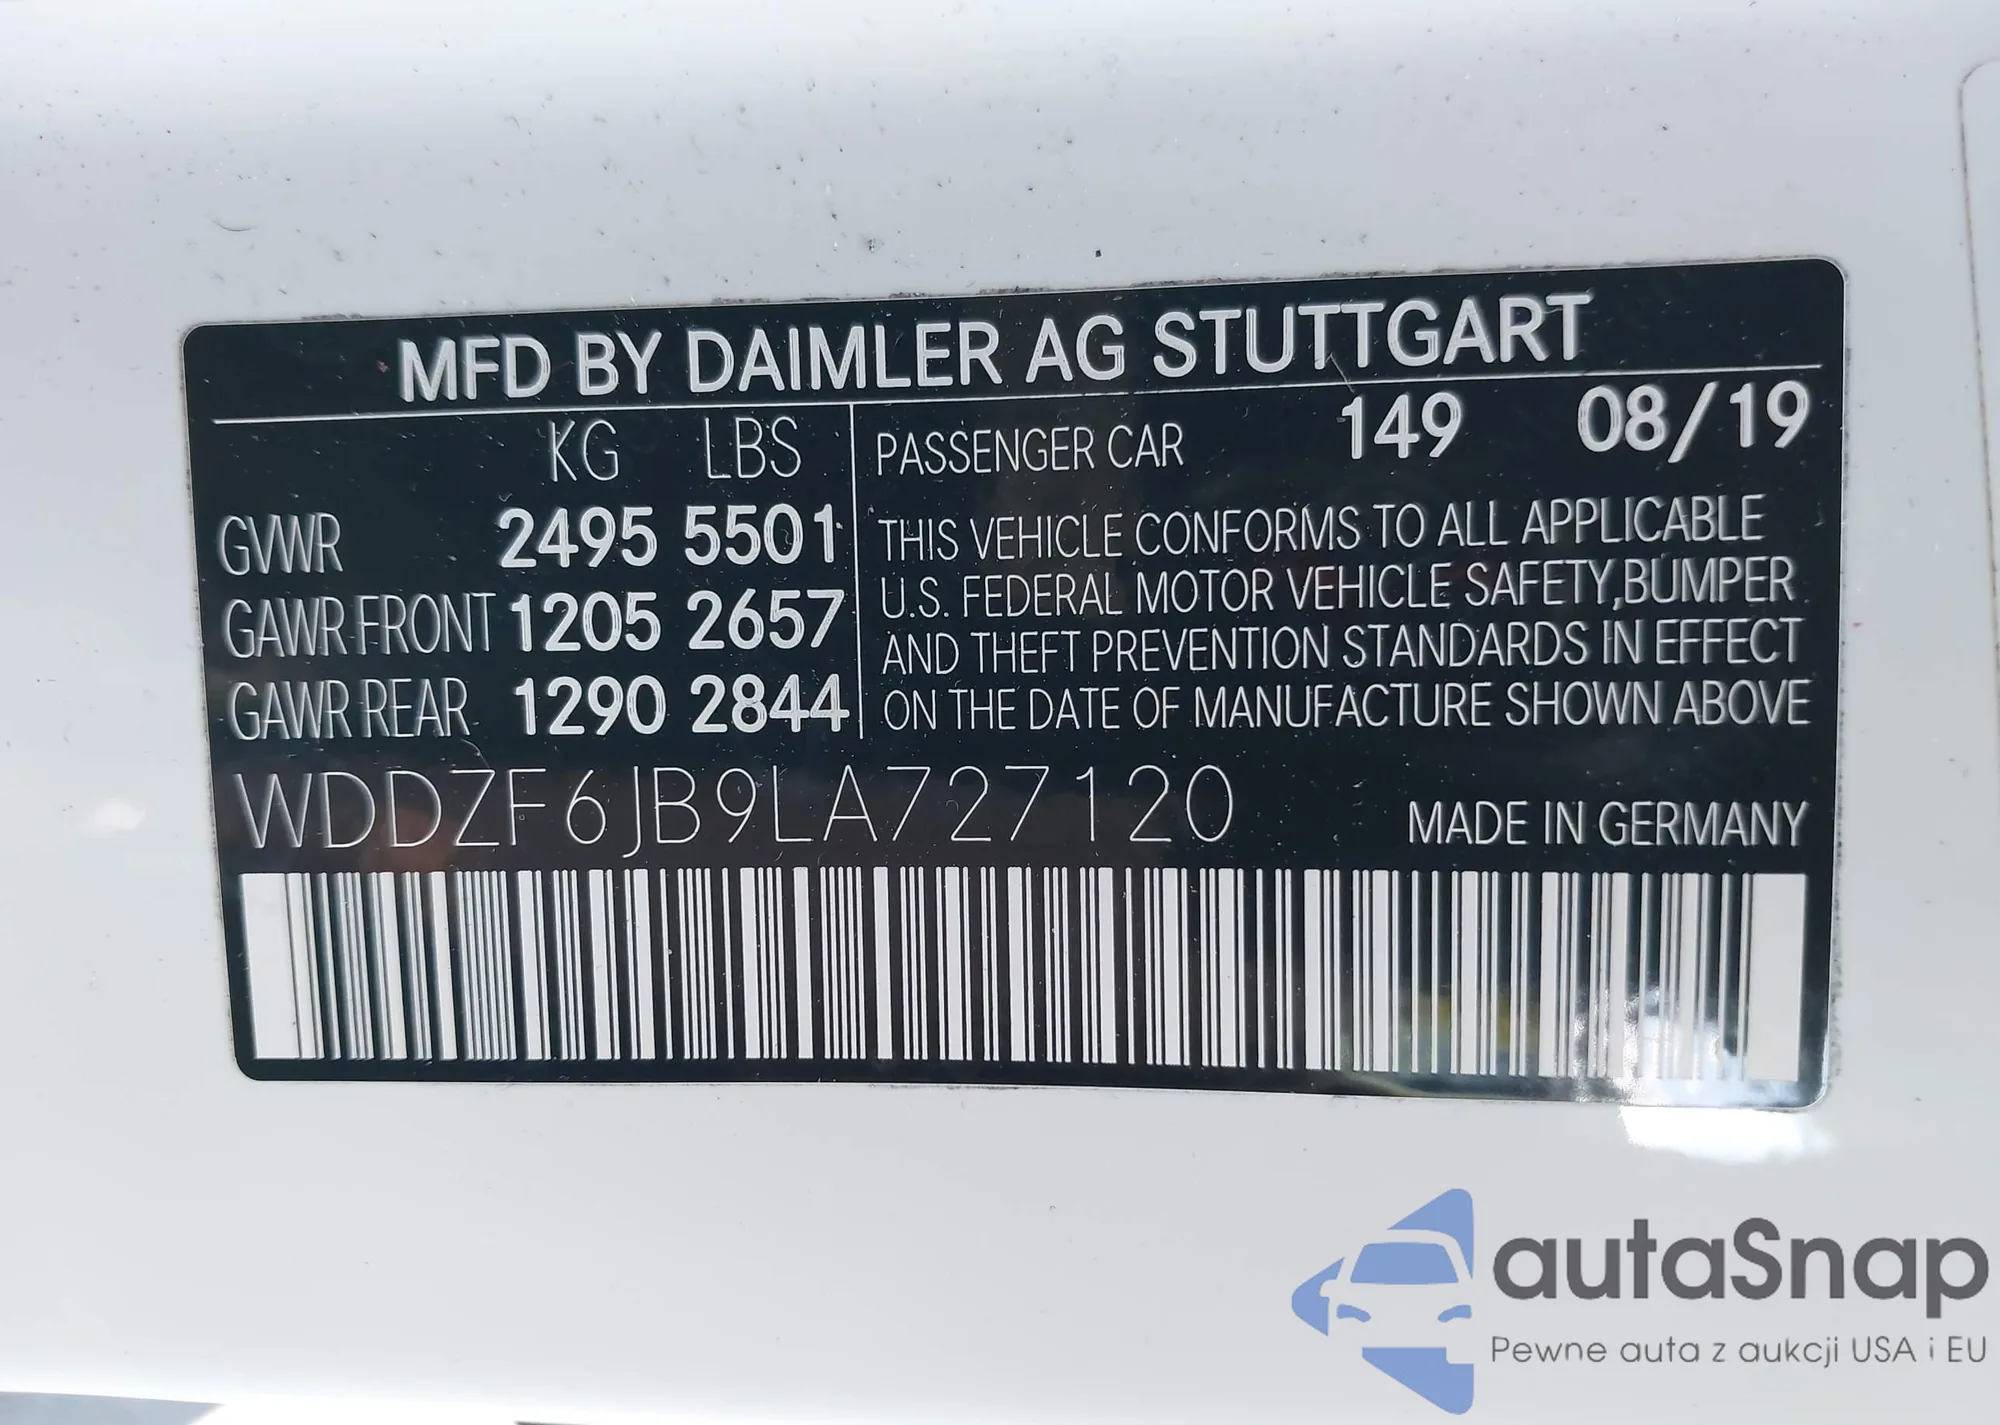 MFD BY DAIMLER AG STUTTGART
KG LBS PASSENGER CAR 149 08/19
GVWR 2495 5501 THIS VEHICLE CONFORMS TO ALL APPLICABLE
U.S. FEDERAL MOTOR VEHICLE SAFETY, BUMPER
GAWR FRONT 1205 2657 AND THEFT PREVENTION STANDARDS IN EFFECT
GAWR REAR 1290 2844 ON THE DATE OF MANUFACTURE SHOWN ABOVE
WDDZF6JB9LA727120 MADE IN GERMANY
autaSnap
Pewne auta z aukcji USA i EU